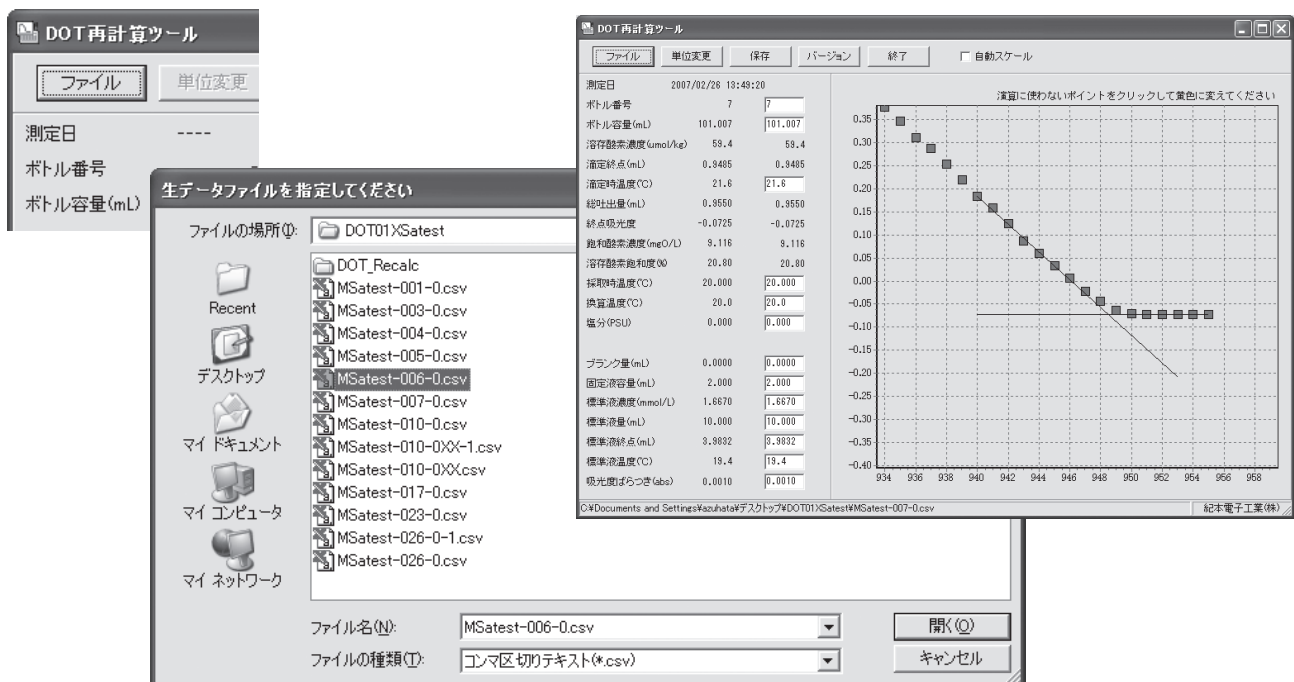 DOT再計算ツール
ファイル 単位変更
測定日 ----
ボトル番号
ボトル容量(mL)
生データファイルを指定してください
ファイルの場所(I): DOT01XSatest
Recent
デスクトップ
マイ ドキュメント
マイ コンピュータ
マイ ネットワーク
DOT_Recalc
MSatest-001-0.csv
MSatest-003-0.csv
MSatest-004-0.csv
MSatest-005-0.csv
MSatest-006-0.csv
MSatest-007-0.csv
MSatest-010-0.csv
MSatest-010-0XX-1.csv
MSatest-010-0XX.csv
MSatest-017-0.csv
MSatest-023-0.csv
MSatest-026-0-1.csv
MSatest-026-0.csv
ファイル名(N): MSatest-006-0.csv 開く(O)
ファイルの種類(T): コンマ区切りテキスト(*.csv) キャンセル
DOT再計算ツール
ファイル 単位変更 保存 バージョン 終了 自動スケール
測定日 2007/02/26 13:49:20
ボトル番号 7 7
ボトル容量(mL) 101.007 101.007
溶存酸素濃度(umol/kg) 59.4 59.4
滴定終点(mL) 0.9485 0.9485
滴定時温度(℃) 21.6 21.6
総吐出量(mL) 0.9550 0.9550
終点吸光度 -0.0725 -0.0725
飽和酸素濃度(mgO/L) 9.116 9.116
溶存酸素飽和度(%) 20.80 20.80
採取時温度(℃) 20.000 20.000
換算温度(℃) 20.0 20.0
塩分(PSU) 0.000 0.000
ブランク量(mL) 0.0000 0.0000
固定液容量(mL) 2.000 2.000
標準液濃度(mmol/L) 1.6670 1.6670
標準液量(mL) 10.000 10.000
標準液終点(mL) 3.9832 3.9832
標準液温度(℃) 19.4 19.4
吸光度ばらつき(abs) 0.0010 0.0010
演算に使わないポイントをクリックして黄色に変えてください
0.35
0.30
0.25
0.20
0.15
0.10
0.05
0.00
-0.05
-0.10
-0.15
-0.20
-0.25
-0.30
-0.35
-0.40
934 936 938 940 942 944 946 948 950 952 954 956 958
C:¥Documents and Settings¥azuhata¥デスクトップ¥DOT01XSatest¥MSatest-007-0.csv 紀本電子工業(株)